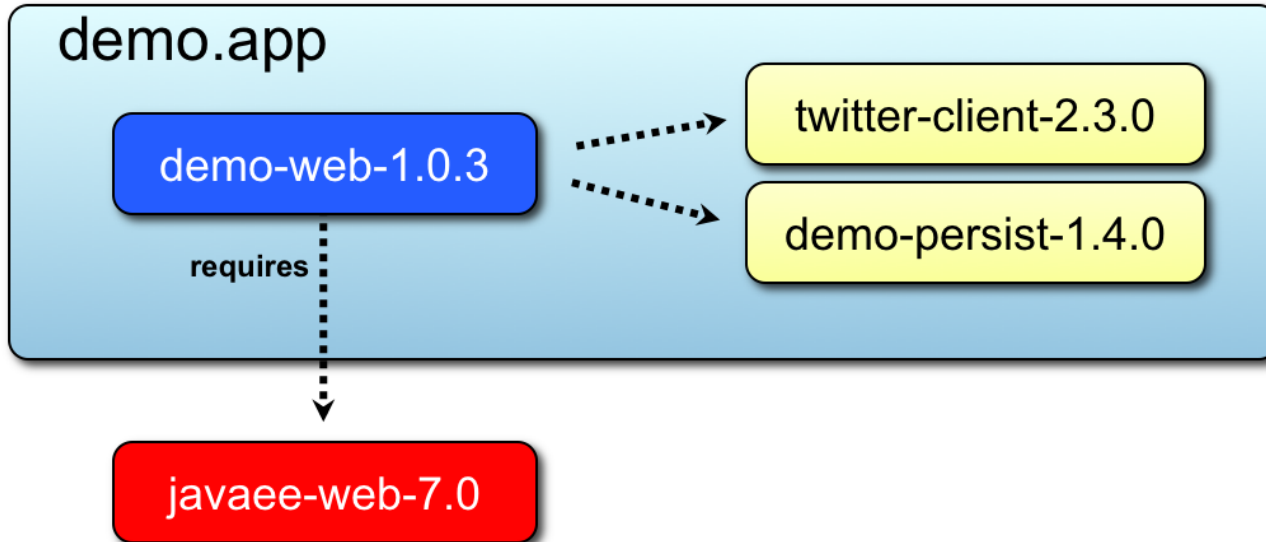 demo.app
twitter-client-2.3.0
demo-web-1.0.3
demo-persist-1.4.0
requires
javaee-web-7.0